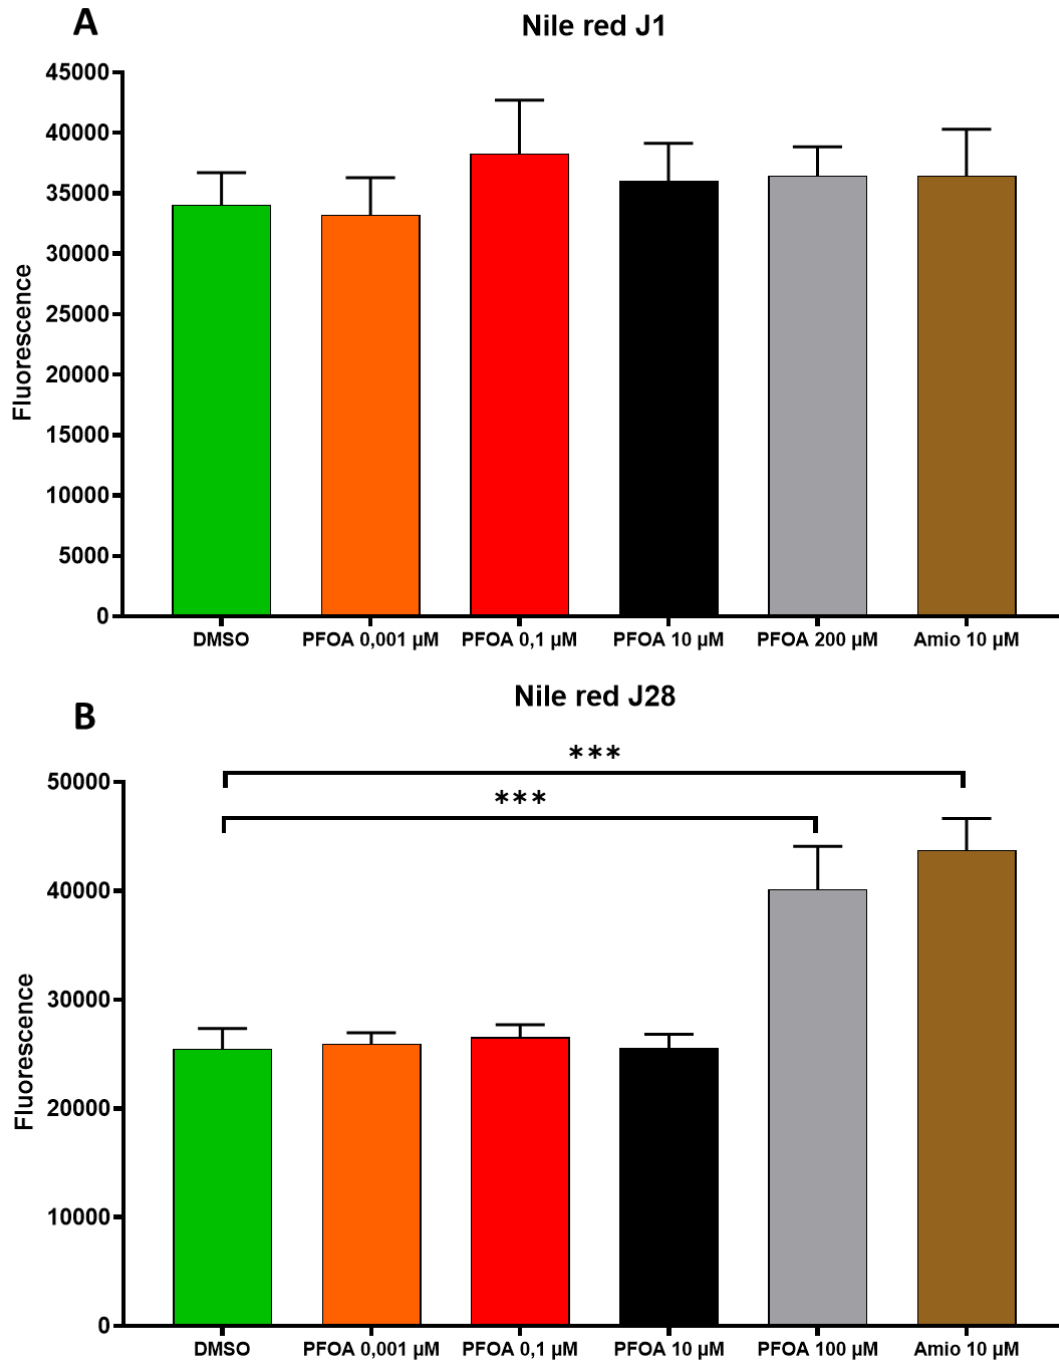 A
Nile red J1
Fluorescence
45000
40000
35000
30000
25000
20000
15000
10000
5000
0
DMSO PFOA 0,001 µM PFOA 0,1 µM PFOA 10 µM PFOA 200 µM Amio 10 µM
B
Nile red J28
***
***
Fluorescence
50000
40000
30000
20000
10000
0
DMSO PFOA 0,001 µM PFOA 0,1 µM PFOA 10 µM PFOA 100 µM Amio 10 µM